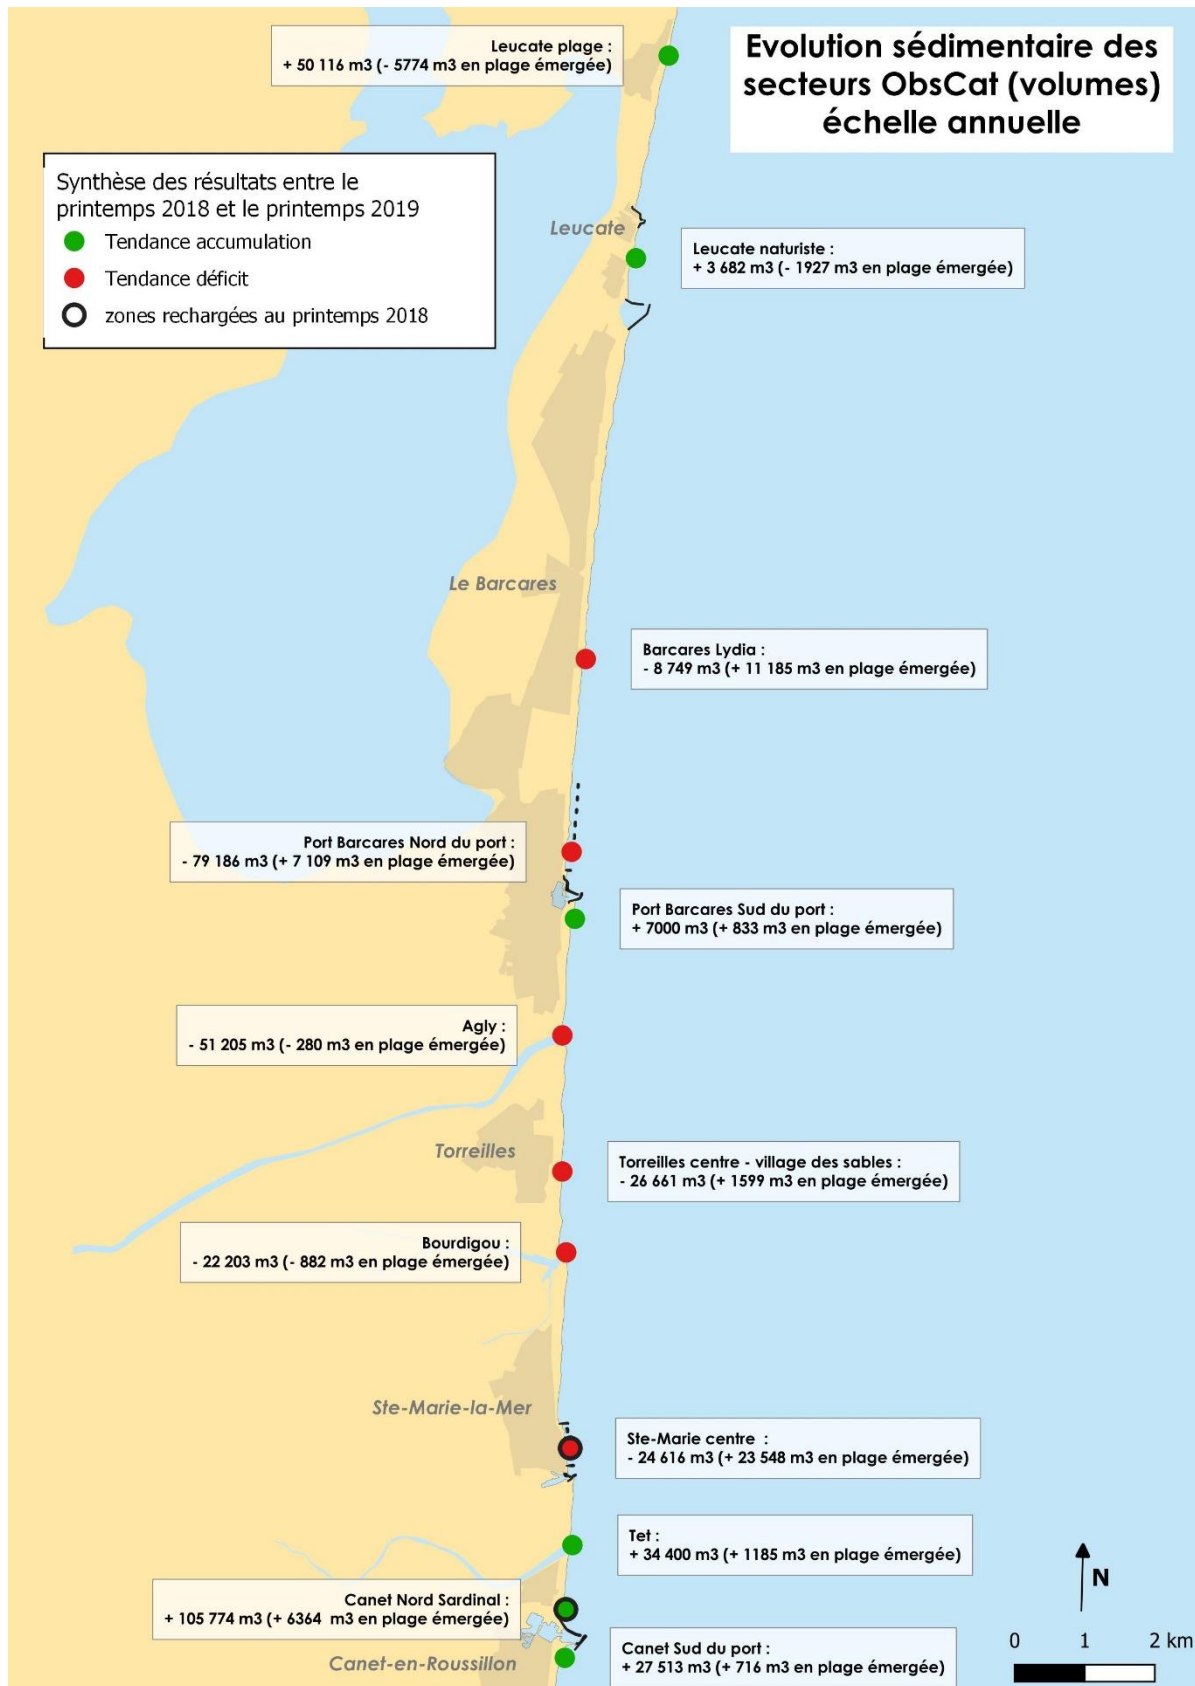 Evolution sédimentaire des
secteurs ObsCat (volumes)
échelle annuelle
Leucate plage :
+ 50 116 m3 (- 5774 m3 en plage émergée)
Synthèse des résultats entre le
printemps 2018 et le printemps 2019
Tendance accumulation
Tendance déficit
zones rechargées au printemps 2018
Leucate
Leucate naturiste :
+ 3 682 m3 (- 1927 m3 en plage émergée)
Le Barcares
Barcares Lydia :
- 8 749 m3 (+ 11 185 m3 en plage émergée)
Port Barcares Nord du port :
- 79 186 m3 (+ 7 109 m3 en plage émergée)
Port Barcares Sud du port :
+ 7000 m3 (+ 833 m3 en plage émergée)
Agly :
- 51 205 m3 (- 280 m3 en plage émergée)
Torreilles
Torreilles centre - village des sables :
- 26 661 m3 (+ 1599 m3 en plage émergée)
Bourdigou :
- 22 203 m3 (- 882 m3 en plage émergée)
Ste-Marie-la-Mer
Ste-Marie centre :
- 24 616 m3 (+ 23 548 m3 en plage émergée)
Tet :
+ 34 400 m3 (+ 1185 m3 en plage émergée)
Canet Nord Sardinal :
+ 105 774 m3 (+ 6364 m3 en plage émergée)
Canet-en-Roussillon
Canet Sud du port :
+ 27 513 m3 (+ 716 m3 en plage émergée)
N
0 1 2 km